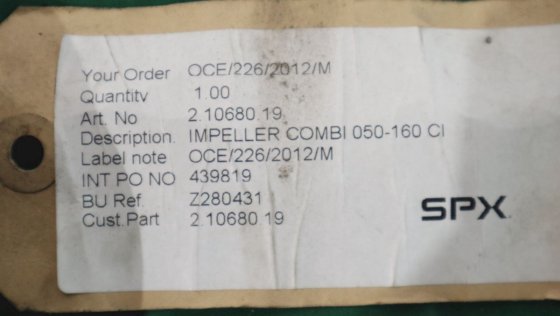 Your Order OCE/226/2012/M
Quantity 1.00
Art. No 2.10680.19
Description. IMPELLER COMBI 050-160 CI
Label note OCE/226/2012/M
INT PO NO 439819
BU Ref. Z280431
Cust.Part 2.10680.19
SPX